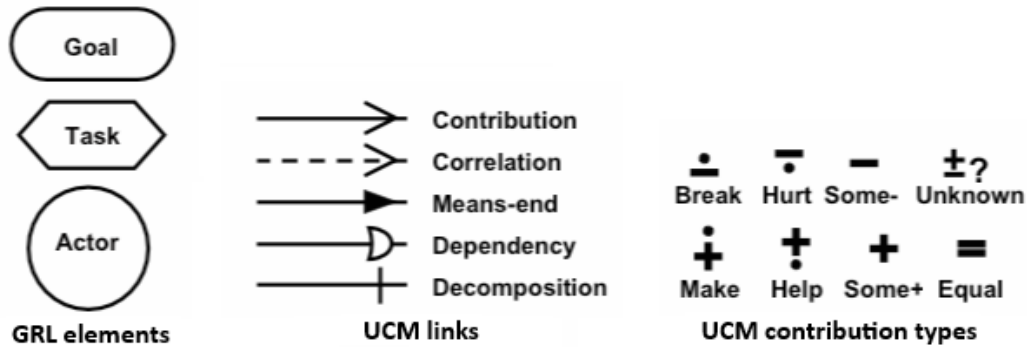 Goal
Task
Actor
GRL elements
Contribution
Correlation
Means-end
Dependency
Decomposition
UCM links
Break Hurt Some- Unknown
Make Help Some+ Equal
UCM contribution types